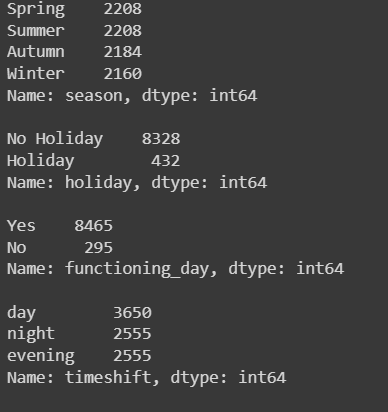 Spring    2208
Summer    2208
Autumn    2184
Winter    2160
Name: season, dtype: int64
No Holiday    8328
Holiday        432
Name: holiday, dtype: int64
Yes    8465
No      295
Name: functioning_day, dtype: int64
day        3650
night      2555
evening    2555
Name: timeshift, dtype: int64